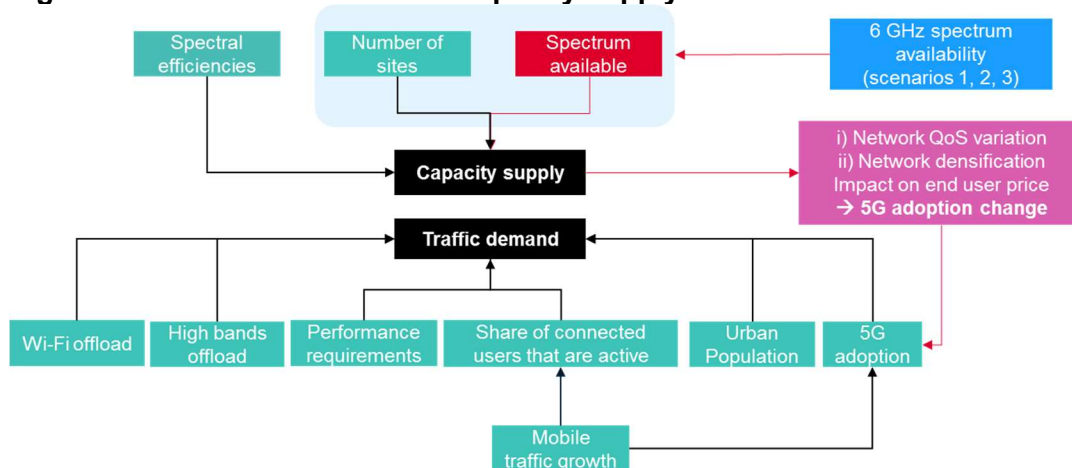 Spectral
efficiencies
Number of
sites
Spectrum
available
6 GHz spectrum
availability
(scenarios 1, 2, 3)
i) Network QoS variation
ii) Network densification
Impact on end user price
→ 5G adoption change
Capacity supply
Traffic demand
Wi-Fi offload
High bands
offload
Performance
requirements
Share of connected
users that are active
Urban
Population
5G
adoption
Mobile
traffic growth